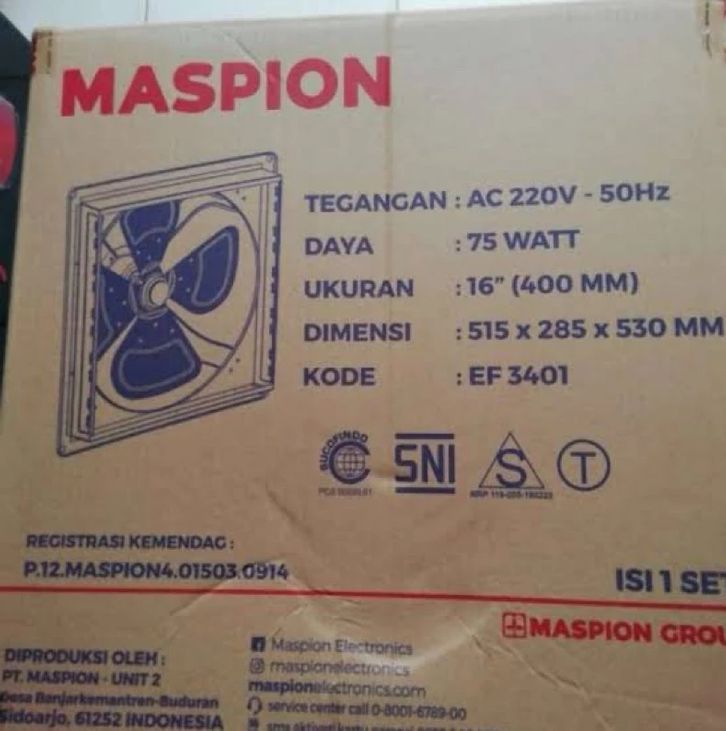 MASPION
TEGANGAN : AC 220V - 50Hz
DAYA : 75 WATT
UKURAN : 16" (400 MM)
DIMENSI : 515 x 285 x 530 MM
KODE : EF 3401
SUCOFINDO
SNI
S
T
REGISTRASI KEMENDAG :
P.12.MASPION4.01503.0914
ISI 1 SET
MASPION GROU
DIPRODUKSI OLEH :
PT. MASPION - UNIT 2
Desa Banjarkemantren-Buduran
Sidoarjo, 61252 INDONESIA
Maspion Electronics
maspionelectronics
maspionelectronics.com
service center call 0-8001-6789-00